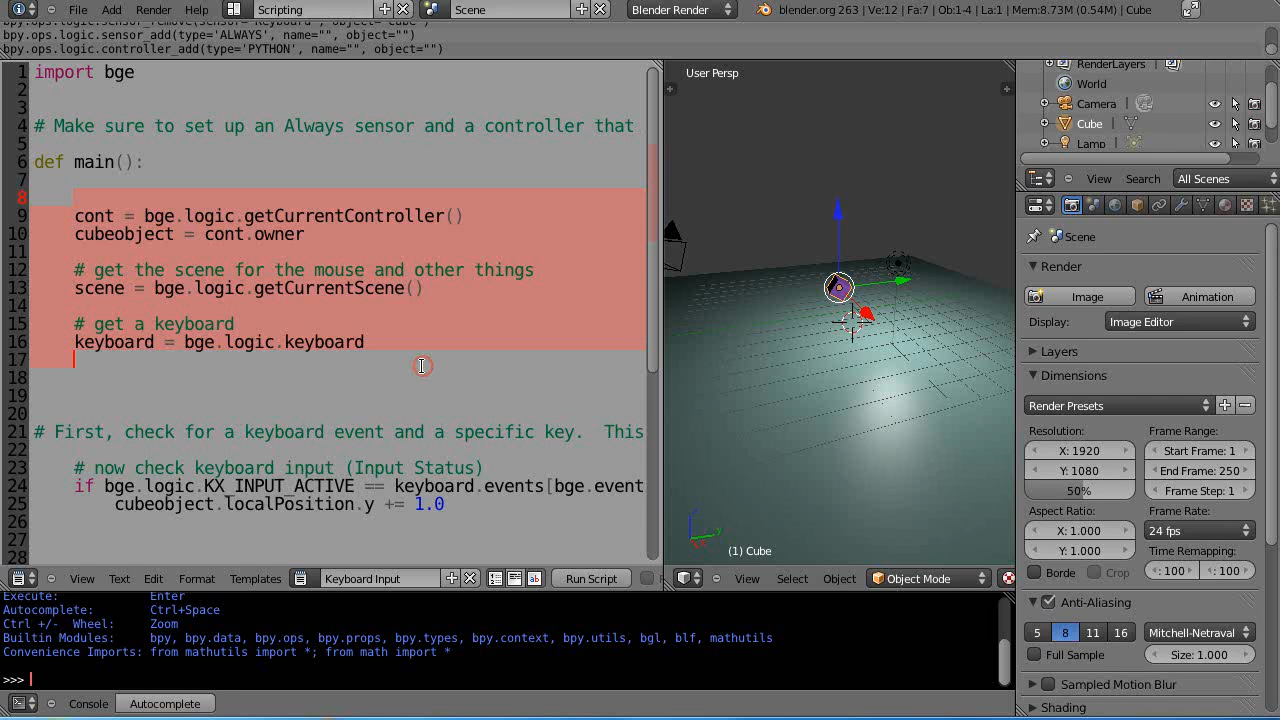 File Add Render Help Scripting Scene Blender Render blender.org 263 | Ve:12 | Fa:7 | Ob:1-4 | La:1 | Mem:8.73M (0.54M) | Cube
bpy.ops.logic.sensor_add(type='ALWAYS', name="", object="")
bpy.ops.logic.controller_add(type='PYTHON', name="", object="")
1 import bge
2
3
4 # Make sure to set up an Always sensor and a controller that
5
6 def main():
7
8
9 cont = bge.logic.getCurrentController()
10 cubeobject = cont.owner
11
12 # get the scene for the mouse and other things
13 scene = bge.logic.getCurrentScene()
14
15 # get a keyboard
16 keyboard = bge.logic.keyboard
17
18
19
20
21 # First, check for a keyboard event and a specific key. This
22
23 # now check keyboard input (Input Status)
24 if bge.logic.KX_INPUT_ACTIVE == keyboard.events[bge.event
25 cubeobject.localPosition.y += 1.0
26
27
28
View Text Edit Format Templates Keyboard Input Run Script
User Persp
(1) Cube
View Select Object Object Mode
Execute: Enter
Autocomplete: Ctrl+Space
Ctrl +/- Wheel: Zoom
Builtin Modules: bpy, bpy.data, bpy.ops, bpy.props, bpy.types, bpy.context, bpy.utils, bgl, blf, mathutils
Convenience Imports: from mathutils import *; from math import *
>>>
Console Autocomplete
RenderLayers
World
Camera
Cube
Lamp
View Search All Scenes
Scene
Render
Image Animation
Display: Image Editor
Layers
Dimensions
Render Presets
Resolution: Frame Range:
X: 1920 Start Frame: 1
Y: 1080 End Frame: 250
50% Frame Step: 1
Aspect Ratio: Frame Rate:
X: 1.000 24 fps
Y: 1.000 Time Remapping:
Borde Crop : 100 : 100
Anti-Aliasing
5 8 11 16 Mitchell-Netraval
Full Sample Size: 1.000
Sampled Motion Blur
Shading